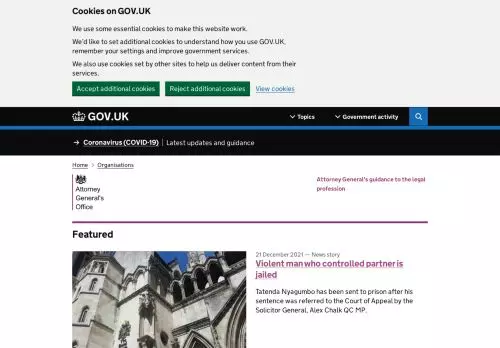 Cookies on GOV.UK
We use some essential cookies to make this website work.
We'd like to set additional cookies to understand how you use GOV.UK,
remember your settings and improve government services.
We also use cookies set by other sites to help us deliver content from their
services.
Accept additional cookies Reject additional cookies View cookies
GOV.UK Topics Government activity
→ Coronavirus (COVID-19) Latest updates and guidance
Home > Organisations
Attorney
General's
Office
Attorney General's guidance to the legal
profession
Featured
21 December 2021 — News story
Violent man who controlled partner is
jailed
Tatenda Nyagumbo has been sent to prison after his
sentence was referred to the Court of Appeal by the
Solicitor General, Alex Chalk QC MP.